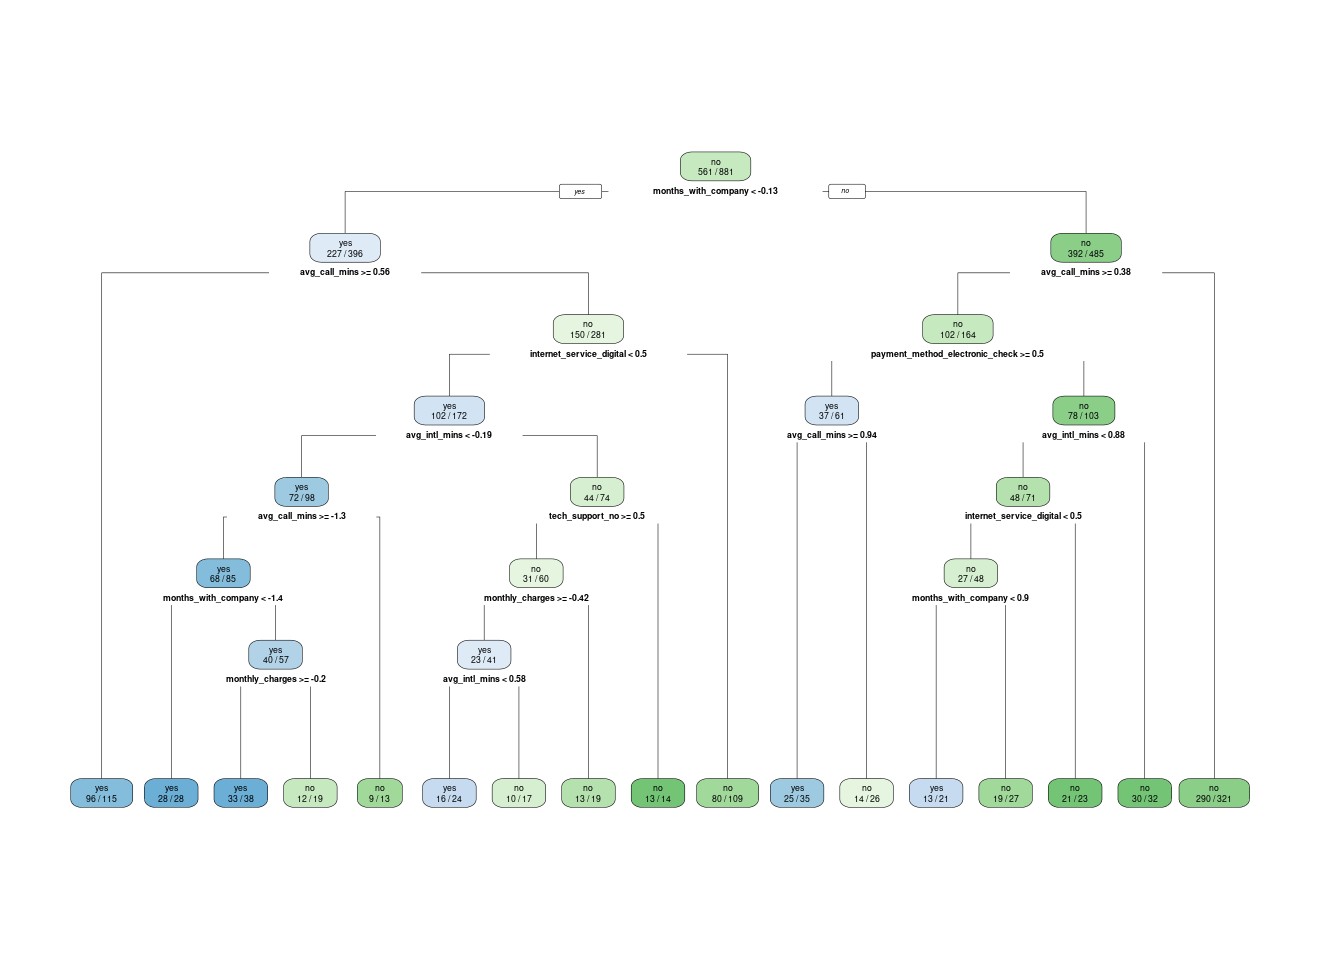 no
561 / 881
months_with_company < -0.13
yes
no
yes
227 / 396
avg_call_mins >= 0.56
no
392 / 485
avg_call_mins >= 0.38
no
150 / 281
internet_service_digital < 0.5
no
102 / 164
payment_method_electronic_check >= 0.5
yes
102 / 172
avg_intl_mins < -0.19
yes
37 / 61
avg_call_mins >= 0.94
no
78 / 103
avg_intl_mins < 0.88
yes
72 / 98
avg_call_mins >= -1.3
no
44 / 74
tech_support_no >= 0.5
no
48 / 71
internet_service_digital < 0.5
yes
68 / 85
months_with_company < -1.4
no
31 / 60
monthly_charges >= -0.42
no
27 / 48
months_with_company < 0.9
yes
40 / 57
monthly_charges >= -0.2
yes
23 / 41
avg_intl_mins < 0.58
yes
96 / 115
yes
28 / 28
yes
33 / 38
no
12 / 19
no
9 / 13
yes
16 / 24
no
10 / 17
no
13 / 19
no
13 / 14
no
80 / 109
yes
25 / 35
no
14 / 26
yes
13 / 21
no
19 / 27
no
21 / 23
no
30 / 32
no
290 / 321